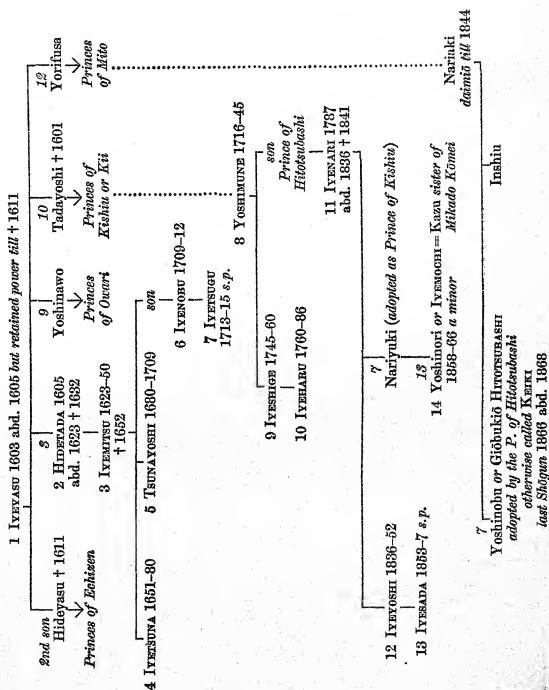 1 IYEYASU 1603 abd. 1605 but retained power till † 1611
2nd son
Hideyasu † 1611
Princes of Echizen
3
2 HIDETADA 1605
abd. 1623 † 1632
9
Yoshinawo
Princes
of Owari
10
Tadayoshi † 1601
Princes of
Kishiu or Kii
12
Yorifusa
Princes
of Mito
3 IYEMITSU 1623–50
† 1652
4 IYETSUNA 1651–80
5 TSUNAYOSHI 1680–1709
son
6 IYENOBU 1709–12
7 IYETSUGU
1713–15 s.p.
8 YOSHIMUNE 1716–45
9 IYESHIGE 1745–60
10 IYEHARU 1760–86
son
Prince of
Hitotsubashi
11 IYENARI 1787
abd. 1836 † 1841
12 IYEYOSHI 1836–52
13 IYESADA 1853–7 s.p.
7
Nariyuki (adopted as Prince of Kishiu)
13
14 Yoshinori or IYEMOCHI = Kazu sister of
1858–66 a minor
Mikado Kōmei
Nariaki
daimiō till 1844
7
Yoshinobu or Giōbukiō HITOTSUBASHI
adopted by the P. of Hitotsubashi
otherwise called KEIKI
last Shōgun 1866 abd. 1868
Inshiu